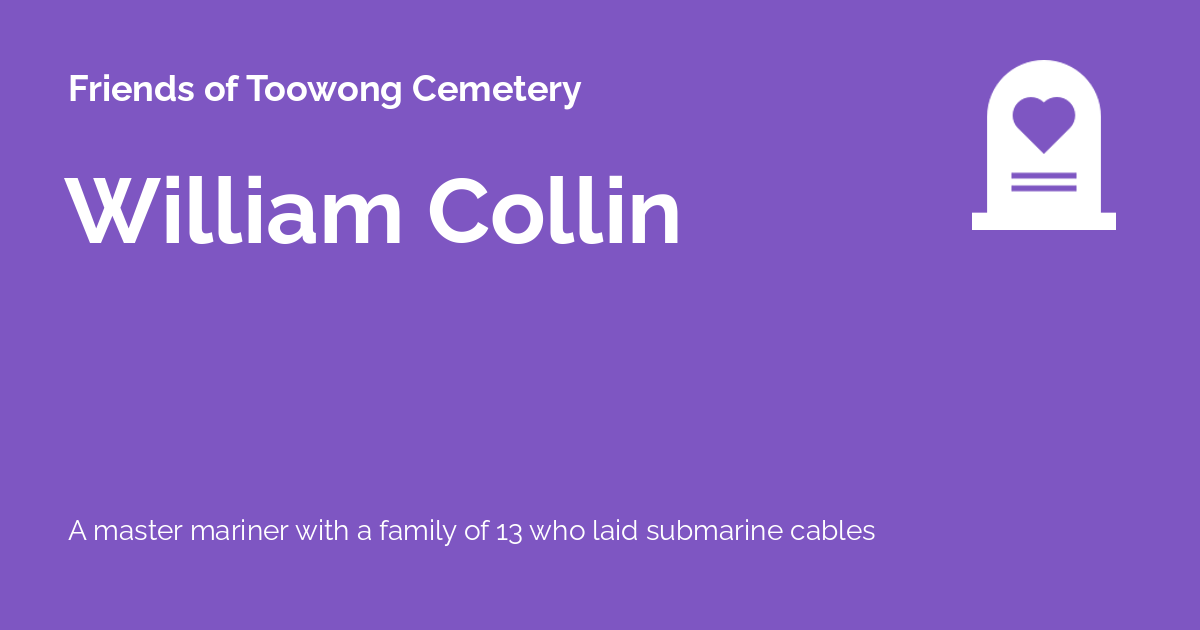 Friends of Toowong Cemetery
William Collin
A master mariner with a family of 13 who laid submarine cables